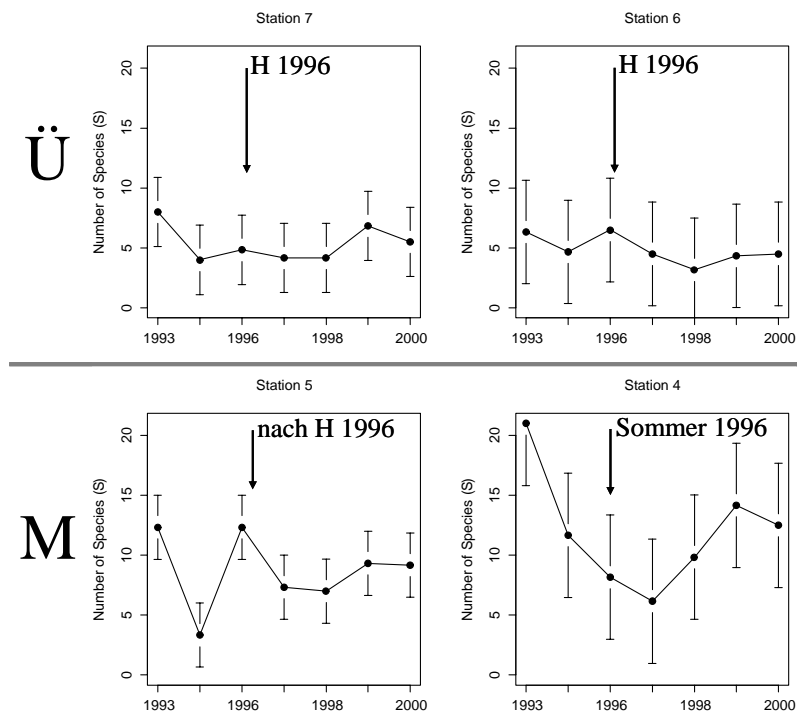 Station 7
H 1996
Number of Species (S)
0 5 10 15 20
1993 1996 1998 2000
Station 6
H 1996
Number of Species (S)
0 5 10 15 20
1993 1996 1998 2000
Ü
Station 5
nach H 1996
Number of Species (S)
0 5 10 15 20
1993 1996 1998 2000
Station 4
Sommer 1996
Number of Species (S)
0 5 10 15 20
1993 1996 1998 2000
M